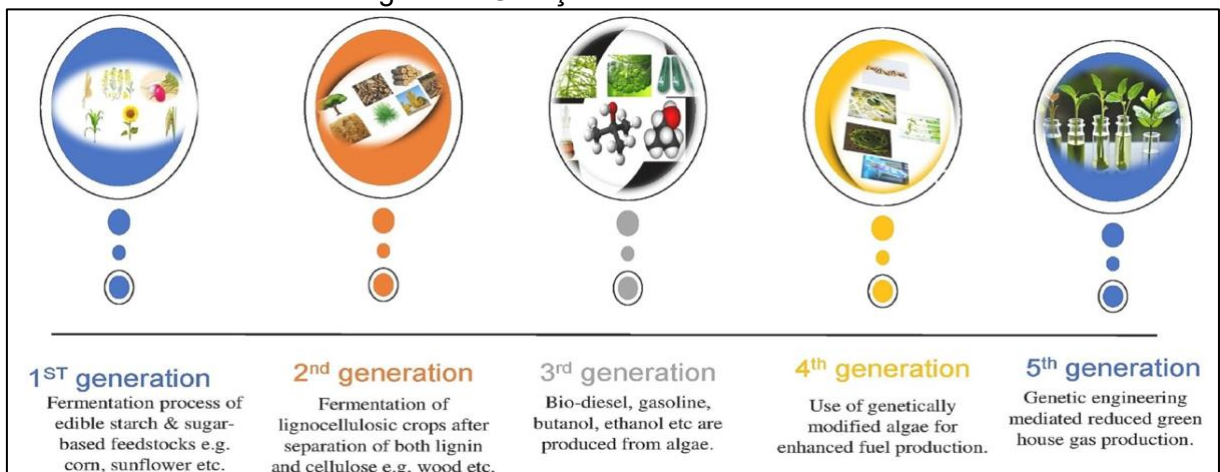 1ST generation
Fermentation process of
edible starch & sugar-
based feedstocks e.g.
corn, sunflower etc.
2nd generation
Fermentation of
lignocellulosic crops after
separation of both lignin
and cellulose e.g. wood etc.
3rd generation
Bio-diesel, gasoline,
butanol, ethanol etc are
produced from algae.
4th generation
Use of genetically
modified algae for
enhanced fuel production.
5th generation
Genetic engineering
mediated reduced green
house gas production.